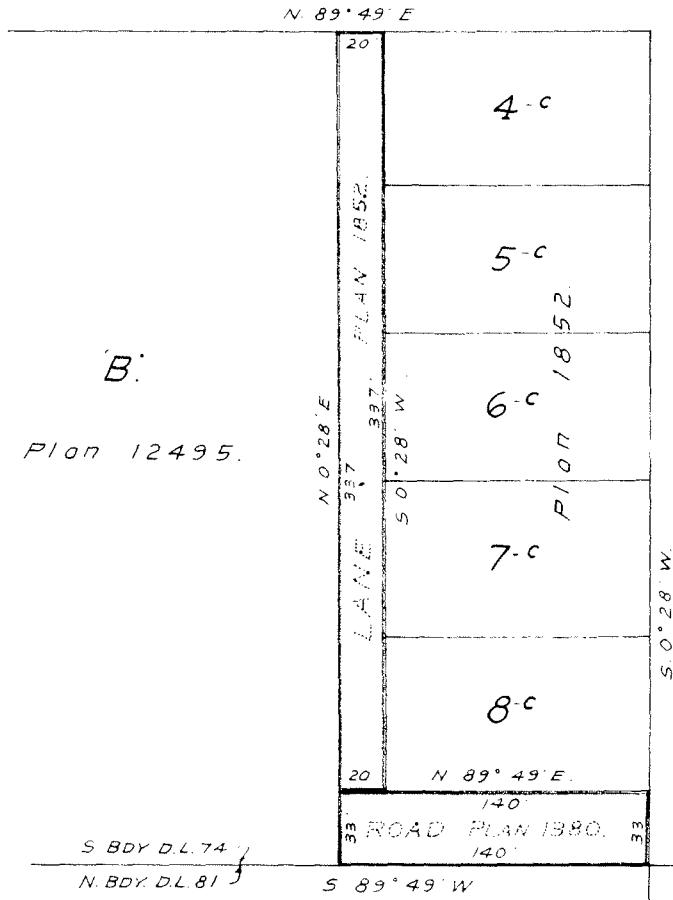 N. 89° 49' E
20
4-C
PLAN 1852.
5-C
Plan 1852.
'B'.
Plan 12495.
6-C
N 0° 28' E
337
337'
S 0° 28' W.
LANE
7-C
S. 0° 28' W.
8-C
20
N 89° 49' E.
140'
33
ROAD PLAN 1380.
33
140'
S BDY D.L. 74
N. BDY. D.L. 81
S 89° 49' W